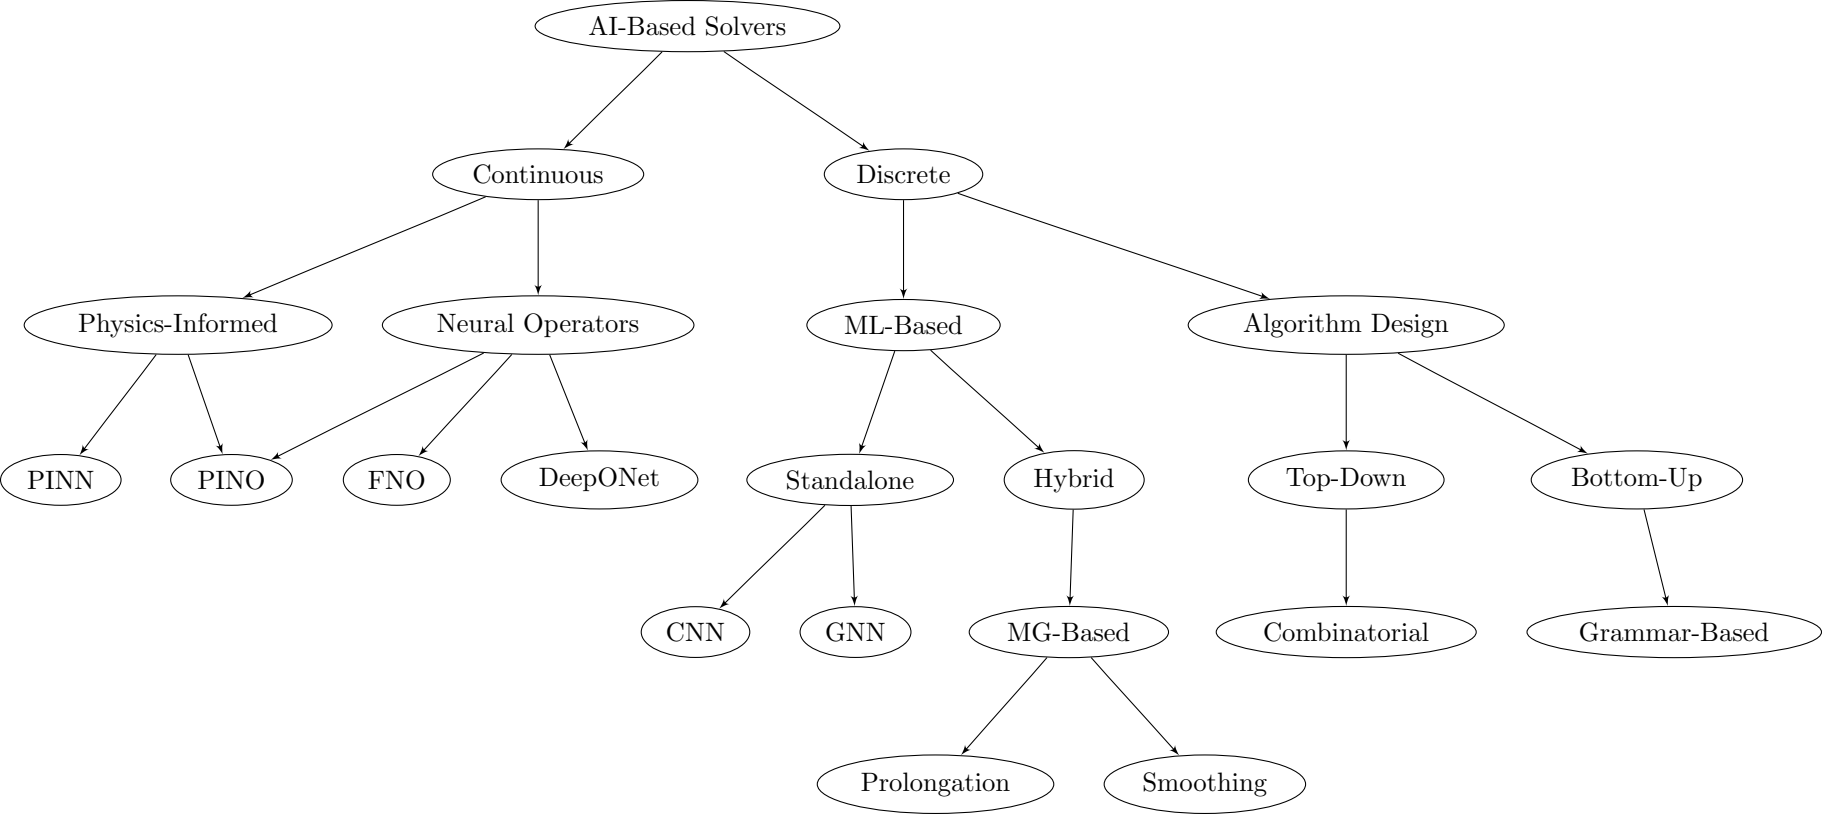 AI-Based Solvers
Continuous
Discrete
Physics-Informed
Neural Operators
ML-Based
Algorithm Design
PINN
PINO
FNO
DeepONet
Standalone
Hybrid
Top-Down
Bottom-Up
CNN
GNN
MG-Based
Combinatorial
Grammar-Based
Prolongation
Smoothing